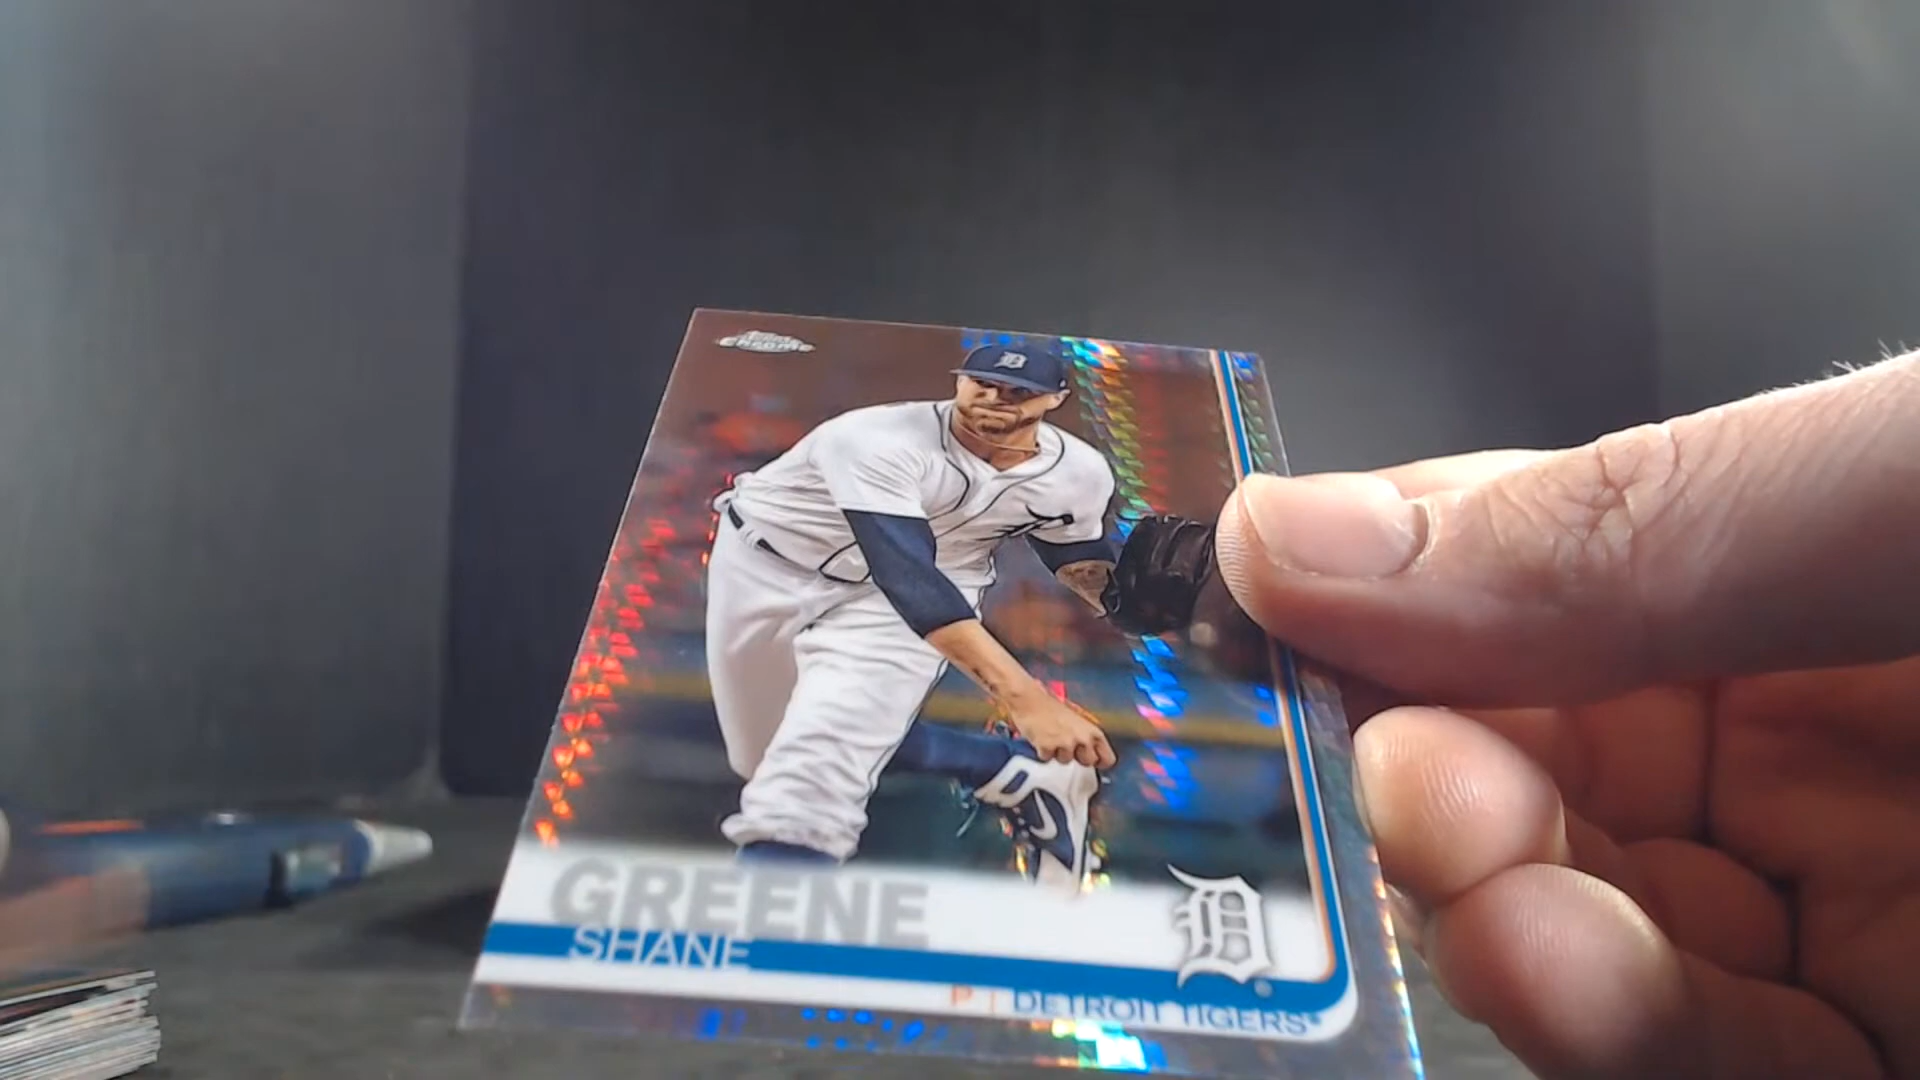 Topps
Chrome
D
GREENE
SHANE
D
P | DETROIT TIGERS®